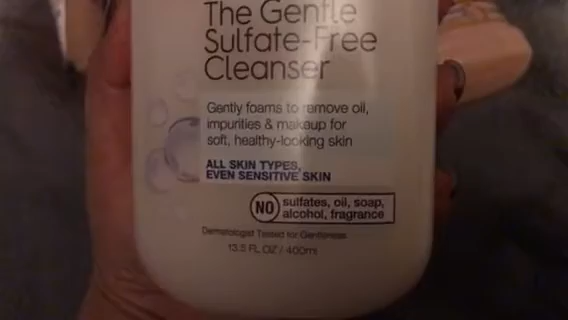 The Gentle
Sulfate-Free
Cleanser
Gently foams to remove oil,
impurities & makeup for
soft, healthy-looking skin
ALL SKIN TYPES,
EVEN SENSITIVE SKIN
NO sulfates, oil, soap,
alcohol, fragrance
Dermatologist Tested for Gentleness
13.5 FL OZ / 400ml